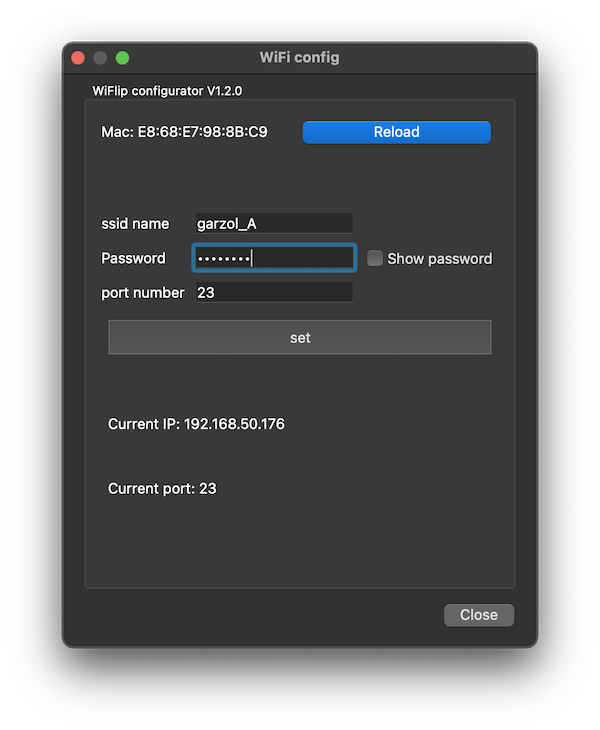 WiFi config
WiFlip configurator V1.2.0
Mac: E8:68:E7:98:8B:C9 Reload
ssid name garzol_A
Password •••••••• Show password
port number 23
set
Current IP: 192.168.50.176
Current port: 23
Close